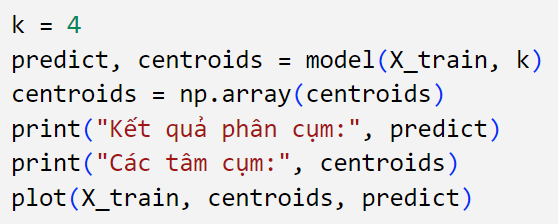 k = 4
predict, centroids = model(X_train, k)
centroids = np.array(centroids)
print("Kết quả phân cụm:", predict)
print("Các tâm cụm:", centroids)
plot(X_train, centroids, predict)